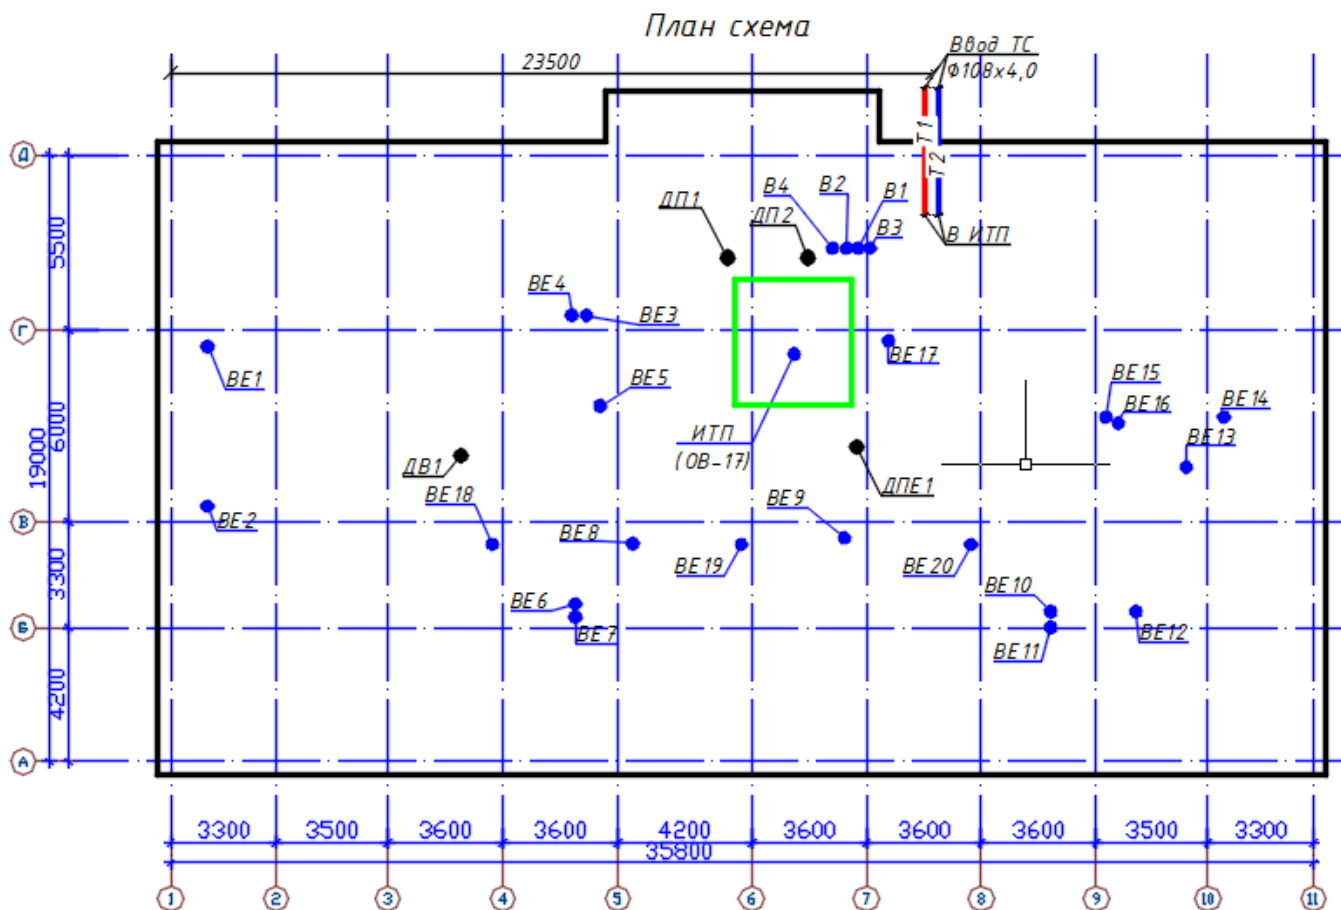 План схема
Ввод ТС
Ф108х4,0
23500
Т1
Т2
Д
ДП1
ДП2
В4
В2
В1
В3
В ИТП
5500
ВЕ4
ВЕ3
Г
ВЕ17
ВЕ1
ВЕ5
ВЕ15
ВЕ16
ВЕ14
ВЕ13
6000
19000
ИТП
(ОВ-17)
ДВ1
ДПЕ1
ВЕ18
ВЕ9
В
ВЕ2
ВЕ8
ВЕ19
ВЕ20
3300
ВЕ6
ВЕ10
Б
ВЕ7
ВЕ11
ВЕ12
4200
А
3300 3500 3600 3600 4200 3600 3600 3600 3500 3300
35800
1 2 3 4 5 6 7 8 9 10 11